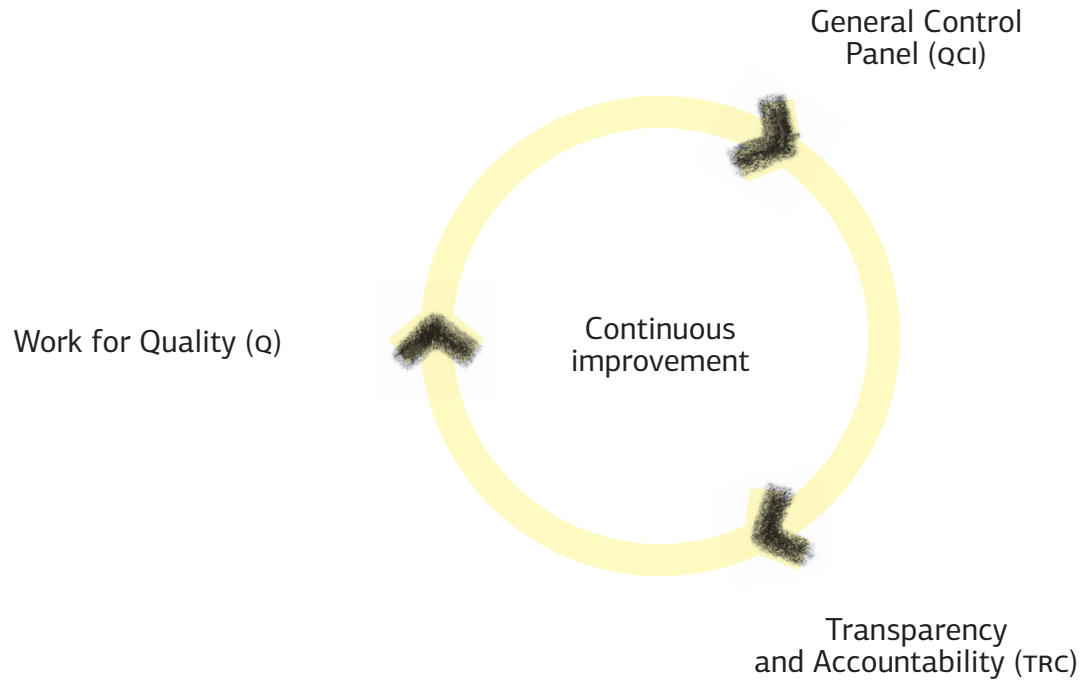 General Control
Panel (QCI)
Work for Quality (Q)
Continuous
improvement
Transparency
and Accountability (TRC)